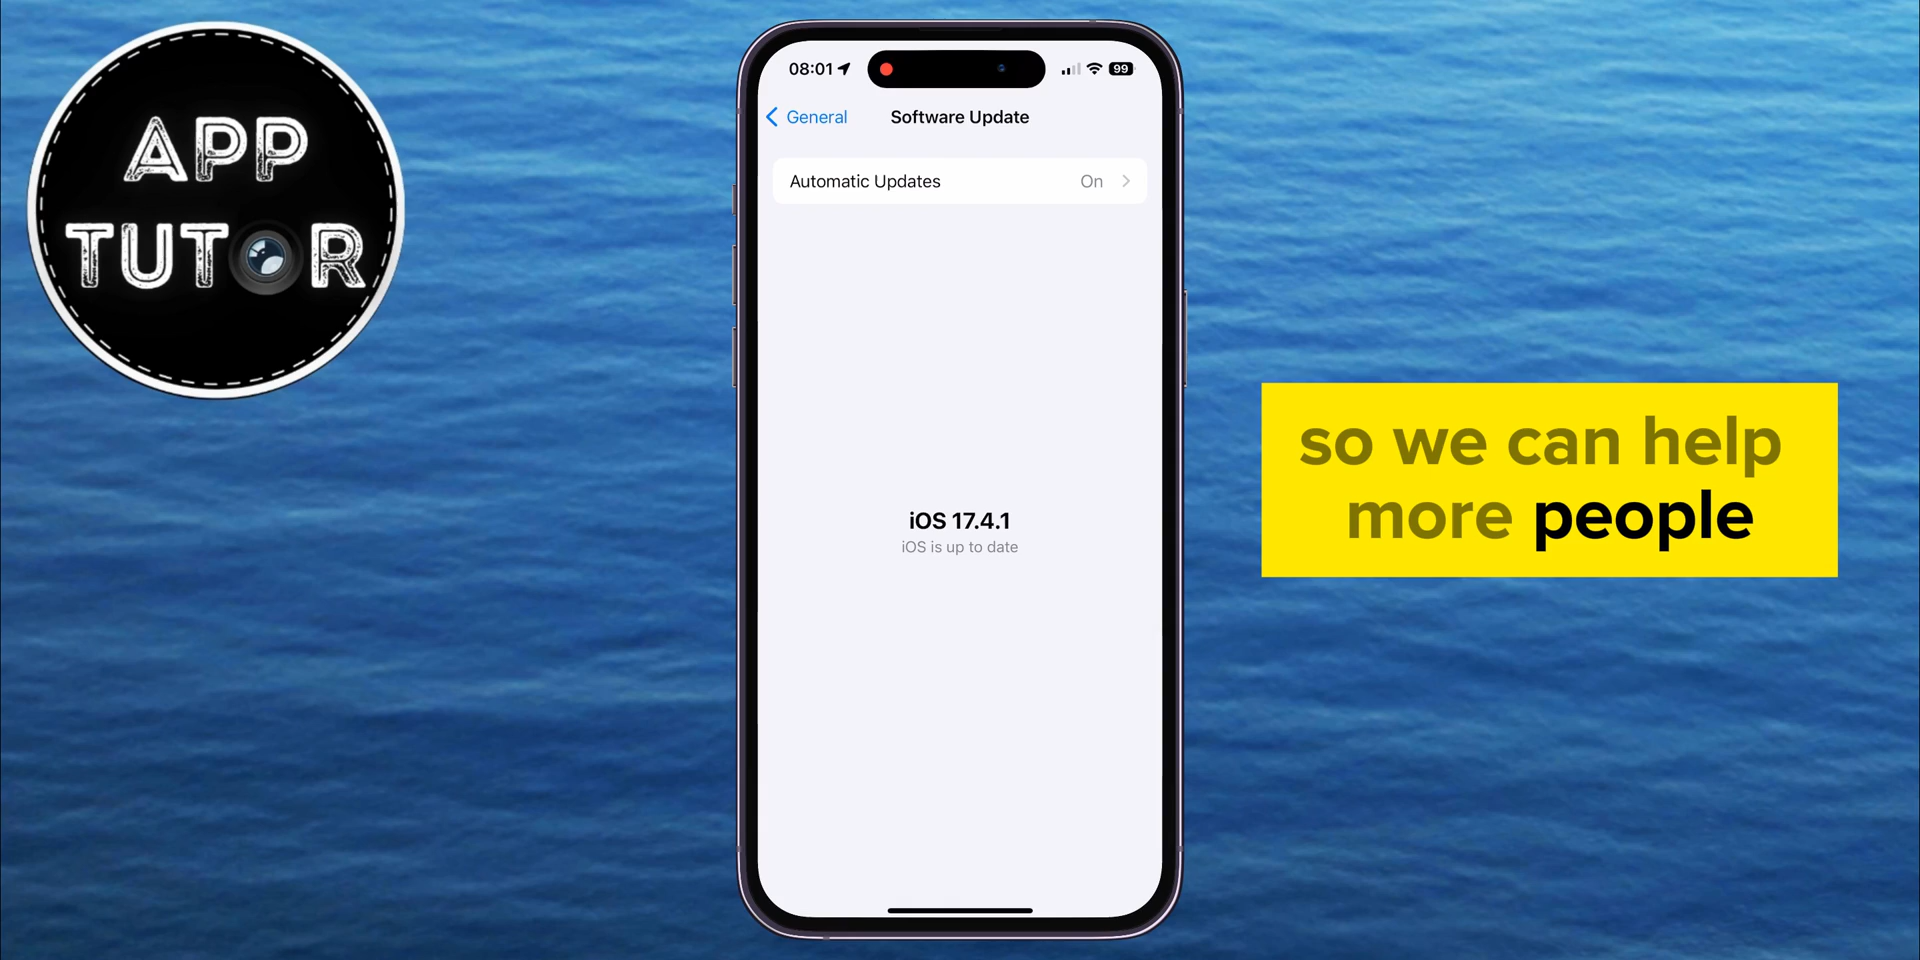 APP
TUTOR
08:01
99
General
Software Update
Automatic Updates
On
iOS 17.4.1
iOS is up to date
so we can help
more people